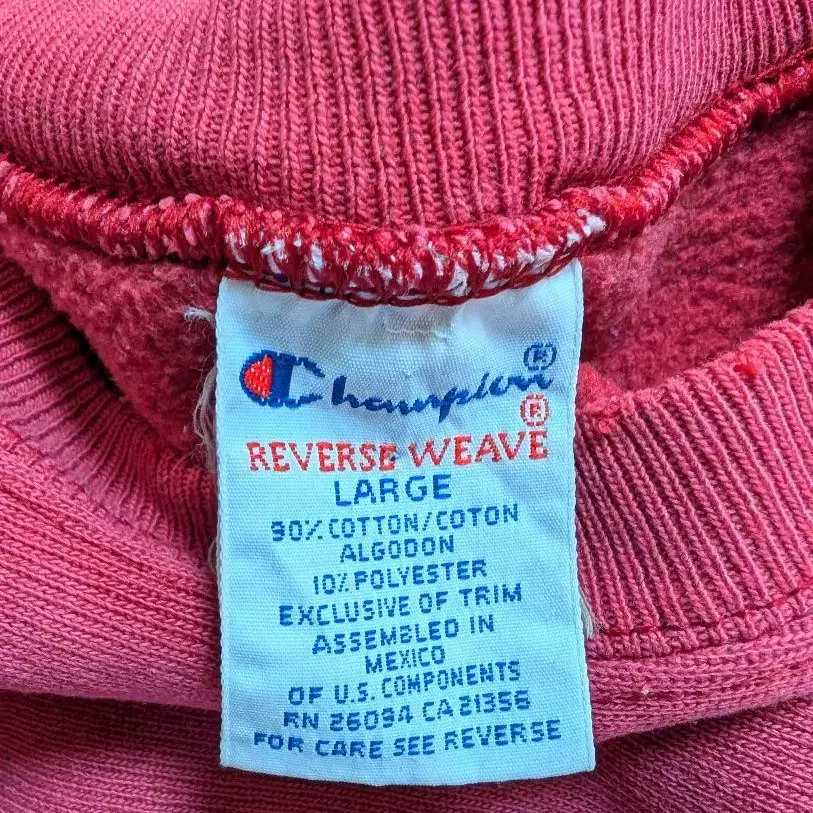 Champion®
REVERSE WEAVE®
LARGE
90% COTTON/COTON
ALGODON
10% POLYESTER
EXCLUSIVE OF TRIM
ASSEMBLED IN
MEXICO
OF U.S. COMPONENTS
RN 26094 CA 21356
FOR CARE SEE REVERSE